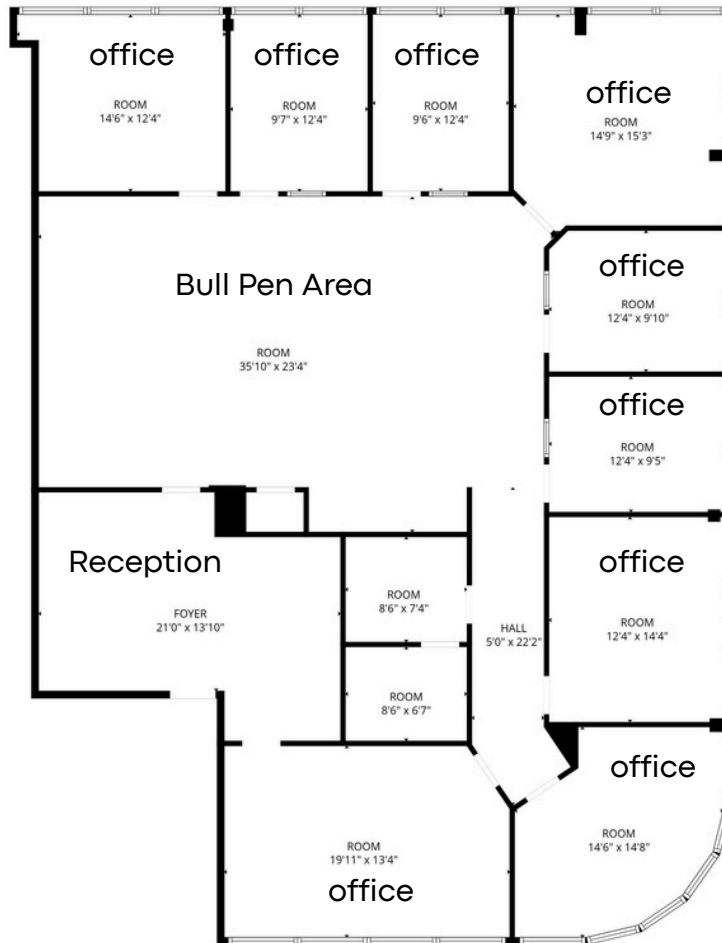 office
ROOM
14'6" x 12'4"
office
ROOM
9'7" x 12'4"
office
ROOM
9'6" x 12'4"
office
ROOM
14'9" x 15'3"
Bull Pen Area
ROOM
35'10" x 23'4"
office
ROOM
12'4" x 9'10"
office
ROOM
12'4" x 9'5"
Reception
FOYER
21'0" x 13'10"
ROOM
8'6" x 7'4"
HALL
5'0" x 22'2"
office
ROOM
12'4" x 14'4"
ROOM
8'6" x 6'7"
office
ROOM
14'6" x 14'8"
ROOM
19'11" x 13'4"
office